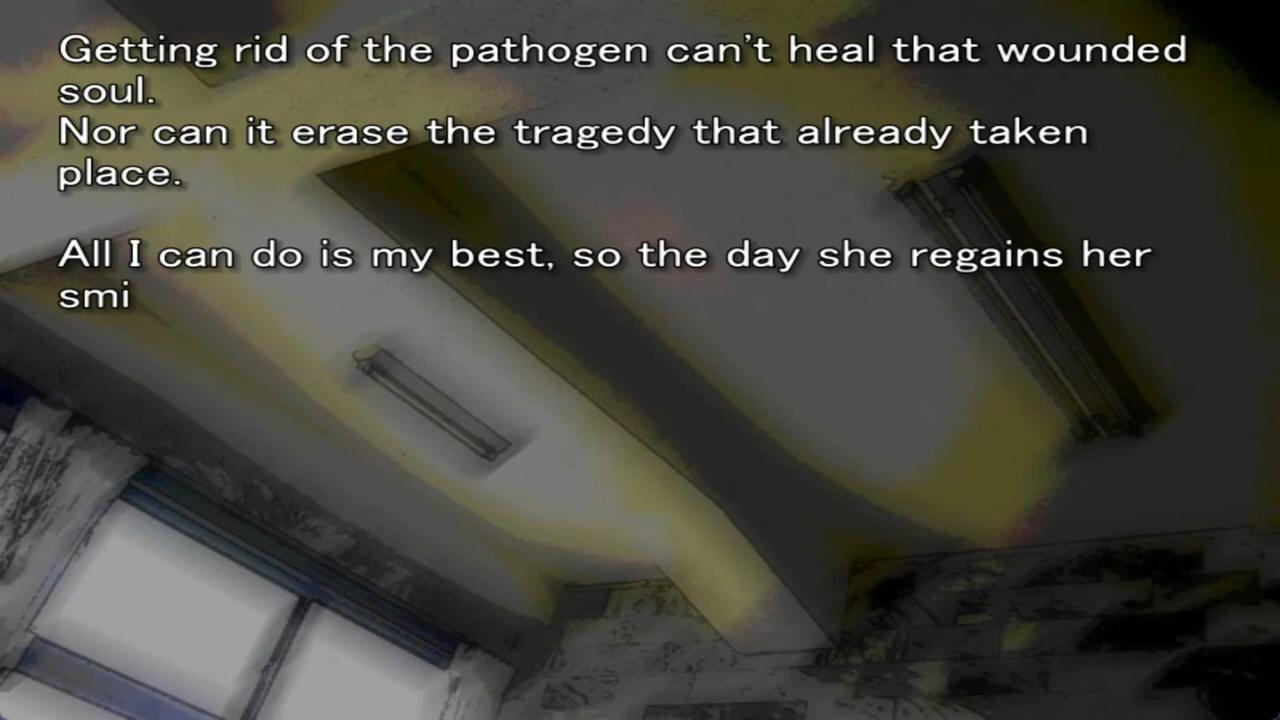 Getting rid of the pathogen can't heal that wounded
soul.
Nor can it erase the tragedy that already taken
place.
All I can do is my best, so the day she regains her
smi